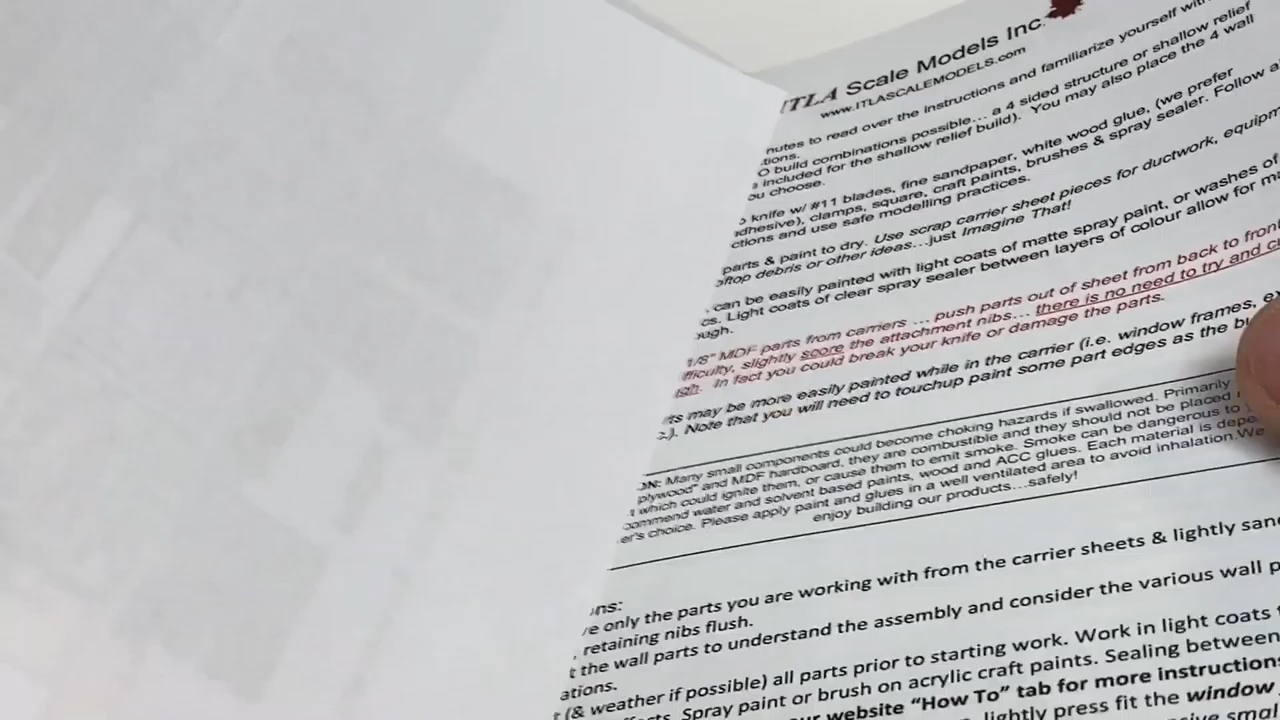 ITLA Scale Models Inc.
www.ITLASCALEMODELS.com
nutes to read over the instructions and familiarize yourself with
tions.
O build combinations possible... a 4 sided structure or shallow relief
s included for the shallow relief build). You may also place the 4 wall
ou choose.
knife w/ #11 blades, fine sandpaper, white wood glue, (we prefer
adhesive), clamps, square, craft paints, brushes & spray sealer. Follow
ctions and use safe modelling practices.
parts & paint to dry. Use scrap carrier sheet pieces for ductwork, equipm
oftop debris or other ideas...just Imagine That!
can be easily painted with light coats of matte spray paint, or washes of
cs. Light coats of clear spray sealer between layers of colour allow for
ough.
1/8" MDF parts from carriers ... push parts out of sheet from back to front
fficulty, slightly score the attachment nibs... there is no need to try and
ugh. In fact you could break your knife or damage the parts.
rts may be more easily painted while in the carrier (i.e. window frames,
c.). Note that you will need to touchup paint some part edges as the
ON: Many small components could become choking hazards if swallowed. Primarily
plywood" and MDF hardboard, they are combustible and they should not be placed
t which could ignite them, or cause them to emit smoke. Smoke can be dangerous to
commend water and solvent based paints, wood and ACC glues. Each material is depe
er's choice. Please apply paint and glues in a well ventilated area to avoid inhalation. We
enjoy building our products...safely!
ons:
ve only the parts you are working with from the carrier sheets & lightly san
retaining nibs flush.
t the wall parts to understand the assembly and consider the various wall p
ations.
t (& weather if possible) all parts prior to starting work. Work in light coats
Spray paint or brush on acrylic craft paints. Sealing between
ur website “How To” tab for more instructions
lightly press fit the window